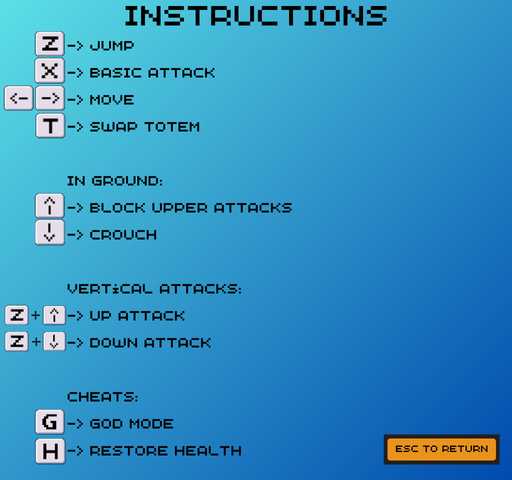 INSTRUCTIONS
Z -> JUMP
X -> BASIC ATTACK
<- -> -> MOVE
T -> SWAP TOTEM
IN GROUND:
↑ -> BLOCK UPPER ATTACKS
↓ -> CROUCH
VERTiCAL ATTACKS:
Z + ↑ -> UP ATTACK
Z + ↓ -> DOWN ATTACK
CHEATS:
G -> GOD MODE
H -> RESTORE HEALTH
ESC TO RETURN